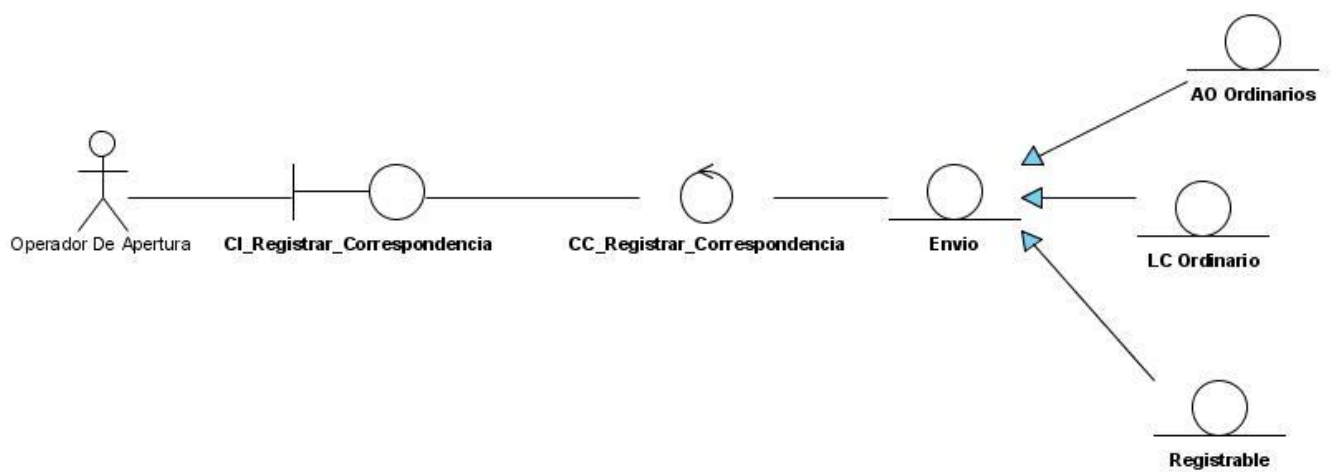 AO Ordinarios
Operador De Apertura
CI_Registrar_Correspondencia
CC_Registrar_Correspondencia
Envio
LC Ordinario
Registrable